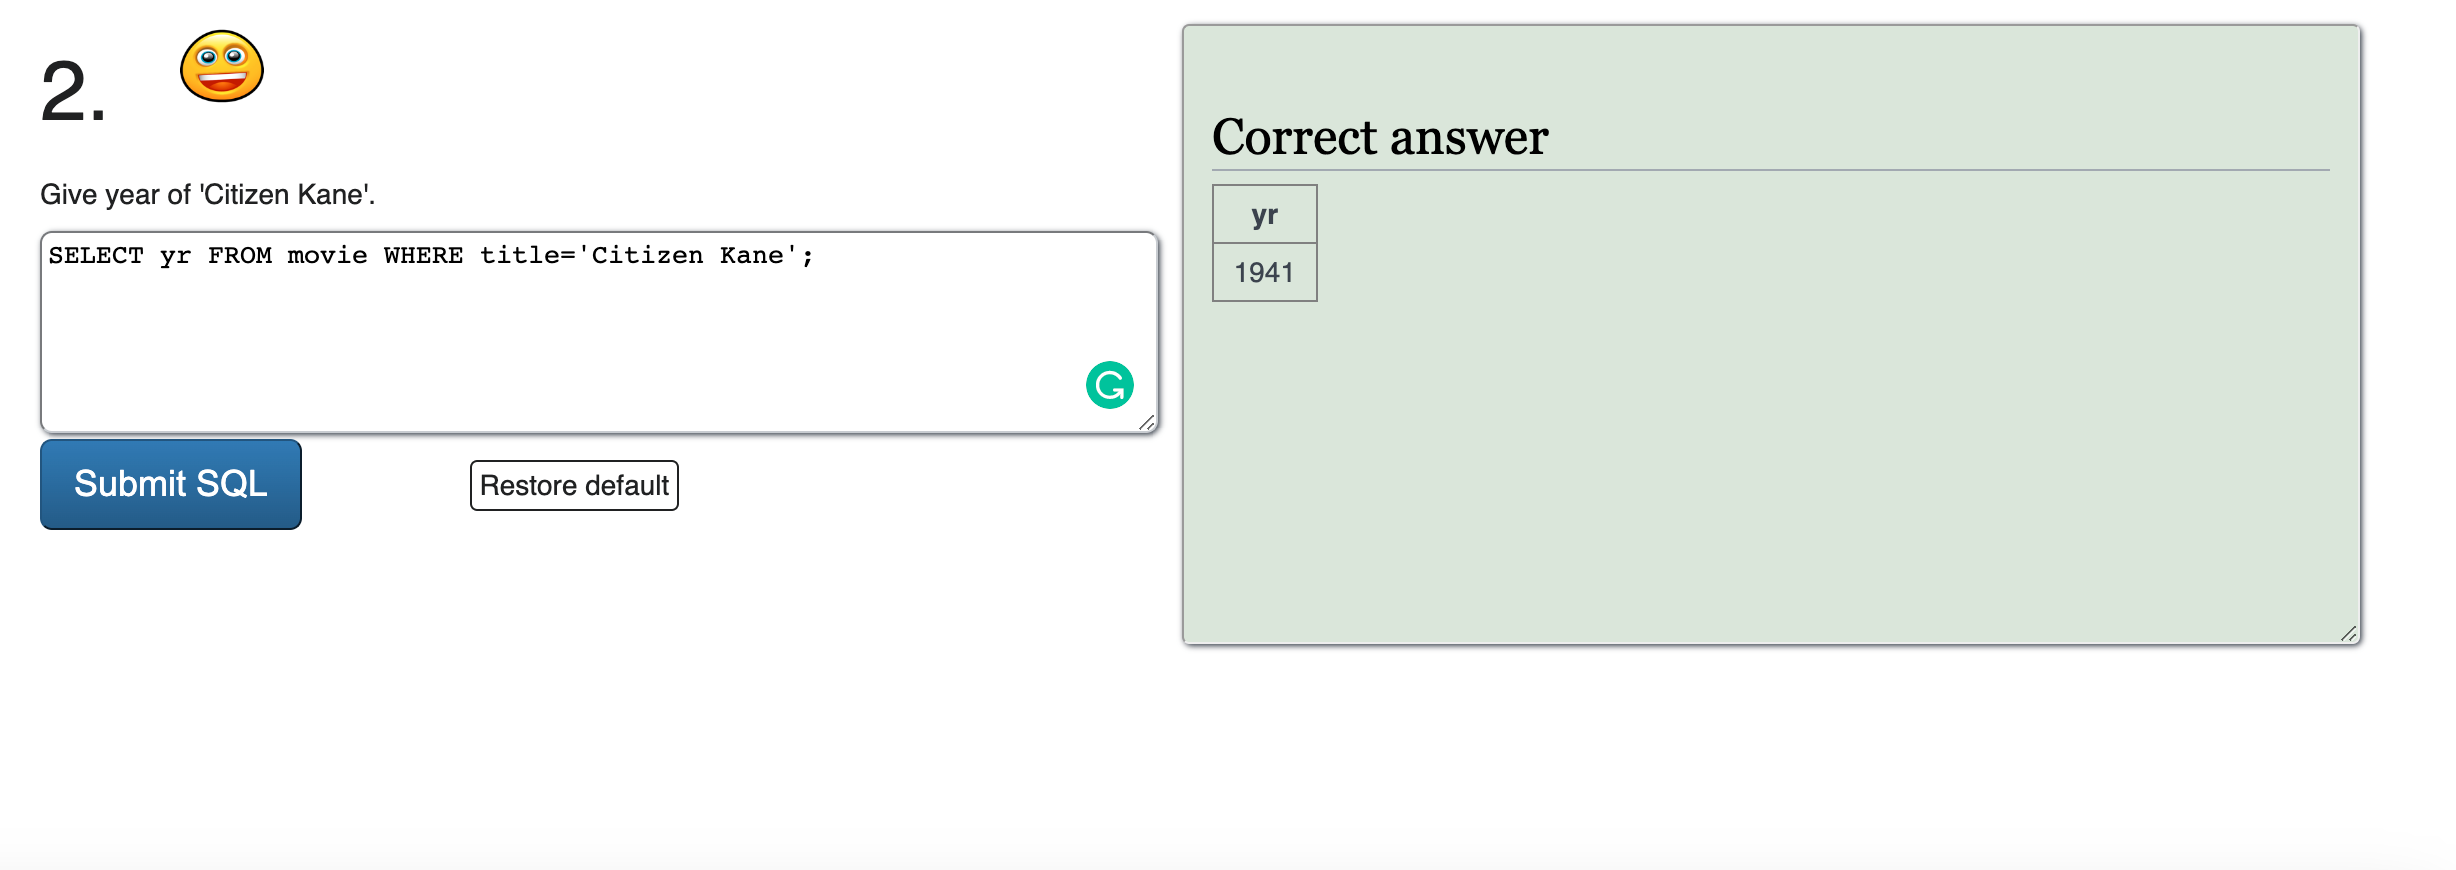 2.
Give year of 'Citizen Kane'.
SELECT yr FROM movie WHERE title='Citizen Kane';
Submit SQL
Restore default
Correct answer
yr
1941